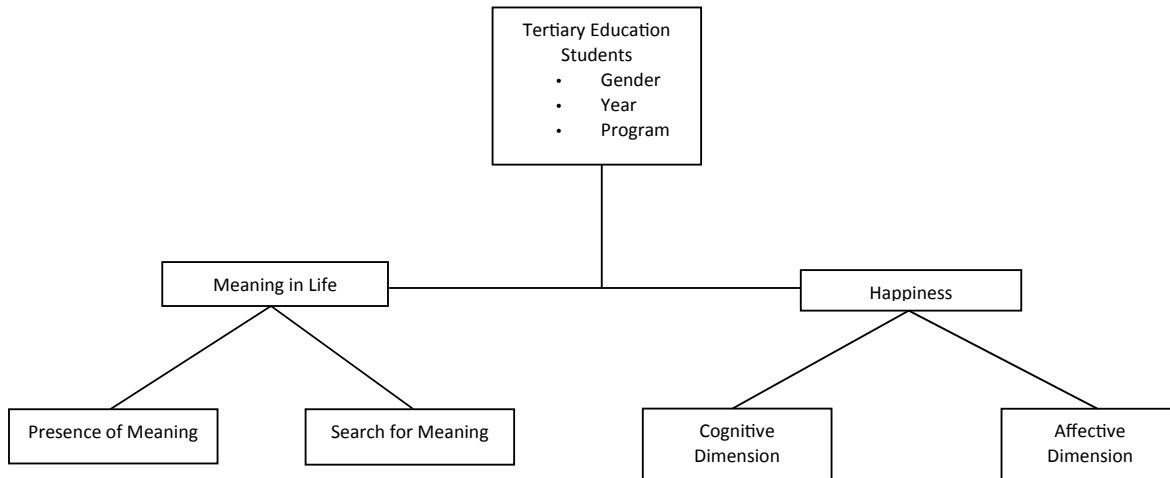 Tertiary Education
Students
• Gender
• Year
• Program
Meaning in Life
Happiness
Presence of Meaning
Search for Meaning
Cognitive
Dimension
Affective
Dimension